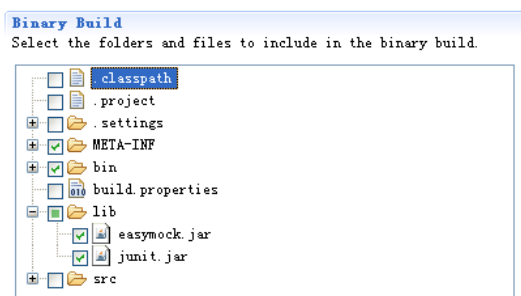 Binary Build
Select the folders and files to include in the binary build.
.classpath
.project
.settings
META-INF
bin
build.properties
lib
easymock.jar
junit.jar
src